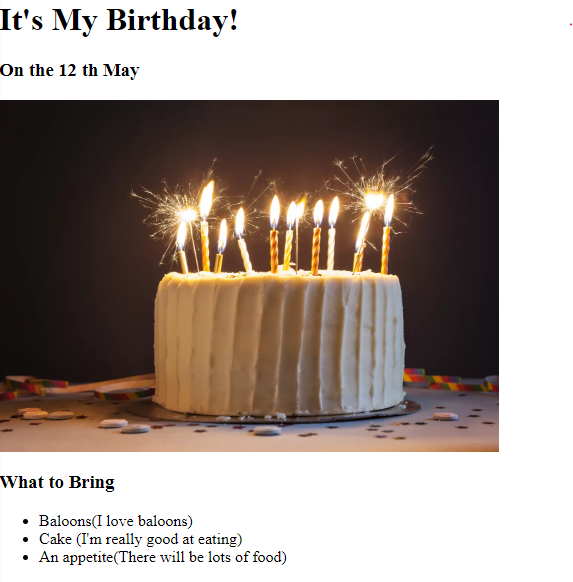 It's My Birthday!
On the 12 th May
What to Bring
Baloons(I love baloons)
Cake (I'm really good at eating)
An appetite(There will be lots of food)